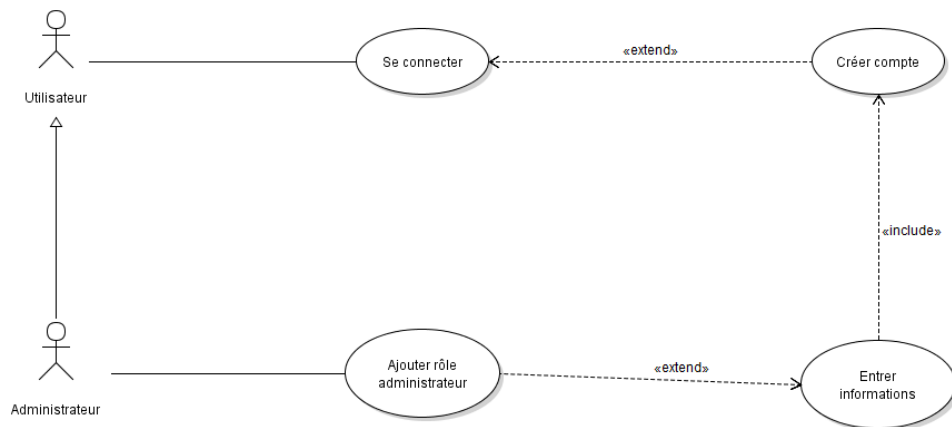 Utilisateur
Se connecter
«extend»
Créer compte
«include»
Administrateur
Ajouter rôle
administrateur
«extend»
Entrer
informations